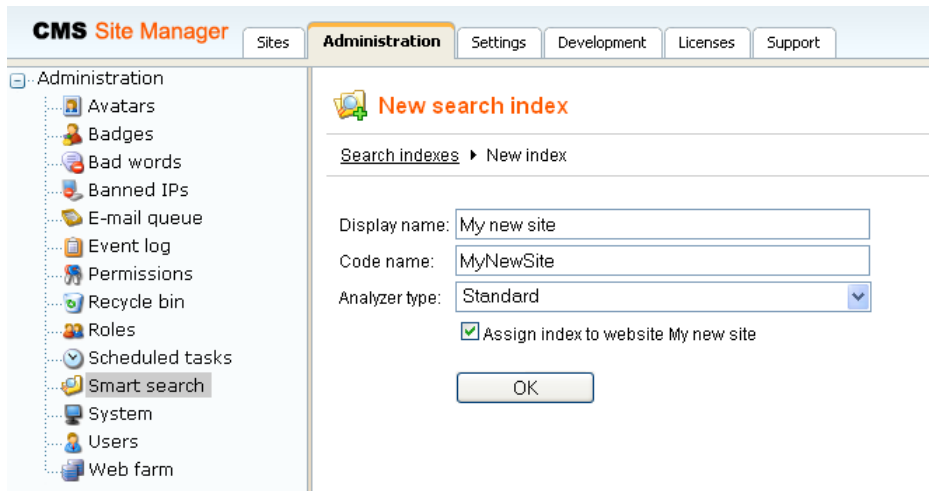 CMS Site Manager
Sites Administration Settings Development Licenses Support
Administration
Avatars
Badges
Bad words
Banned IPs
E-mail queue
Event log
Permissions
Recycle bin
Roles
Scheduled tasks
Smart search
System
Users
Web farm
New search index
Search indexes New index
Display name: My new site
Code name: MyNewSite
Analyzer type: Standard
Assign index to website My new site
OK